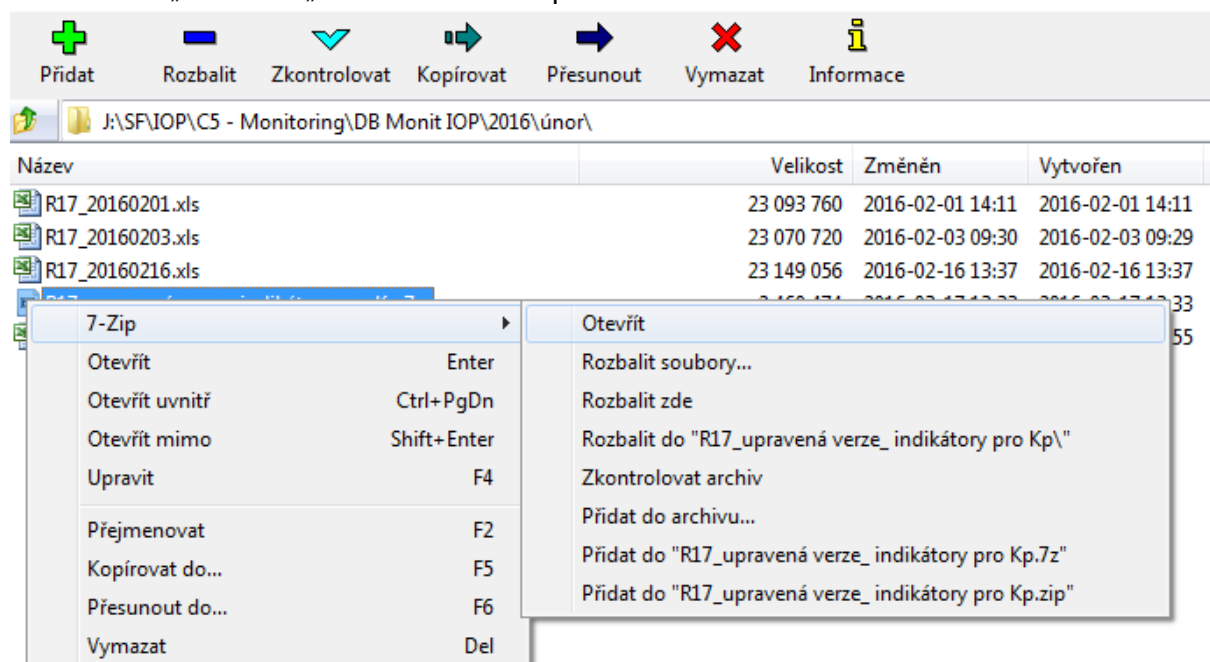 Přidat Rozbalit Zkontrolovat Kopírovat Přesunout Vymazat Informace
J:\SF\IOP\C5 - Monitoring\DB Monit IOP\2016\únor\
Název Velikost Změněn Vytvořen
R17_20160201.xls 23 093 760 2016-02-01 14:11 2016-02-01 14:11
R17_20160203.xls 23 070 720 2016-02-03 09:30 2016-02-03 09:29
R17_20160216.xls 23 149 056 2016-02-16 13:37 2016-02-16 13:37
33
55
7-Zip
Otevřít Enter
Otevřít uvnitř Ctrl+PgDn
Otevřít mimo Shift+Enter
Upravit F4
Přejmenovat F2
Kopírovat do... F5
Přesunout do... F6
Vymazat Del
Otevřít
Rozbalit soubory...
Rozbalit zde
Rozbalit do "R17_upravená verze_ indikátory pro Kp\"
Zkontrolovat archiv
Přidat do archivu...
Přidat do "R17_upravená verze_ indikátory pro Kp.7z"
Přidat do "R17_upravená verze_ indikátory pro Kp.zip"